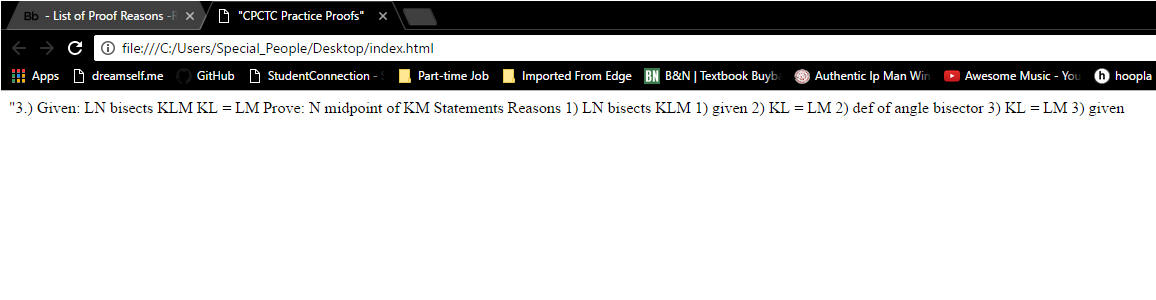 Bb - List of Proof Reasons -
"CPCTC Practice Proofs"
file:///C:/Users/Special_People/Desktop/index.html
Apps dreamself.me GitHub StudentConnection - Part-time Job Imported From Edge BN B&N | Textbook Buyb Authentic Ip Man Win Awesome Music - You h hoopla
"3.) Given: LN bisects KLM KL = LM Prove: N midpoint of KM Statements Reasons 1) LN bisects KLM 1) given 2) KL = LM 2) def of angle bisector 3) KL = LM 3) given